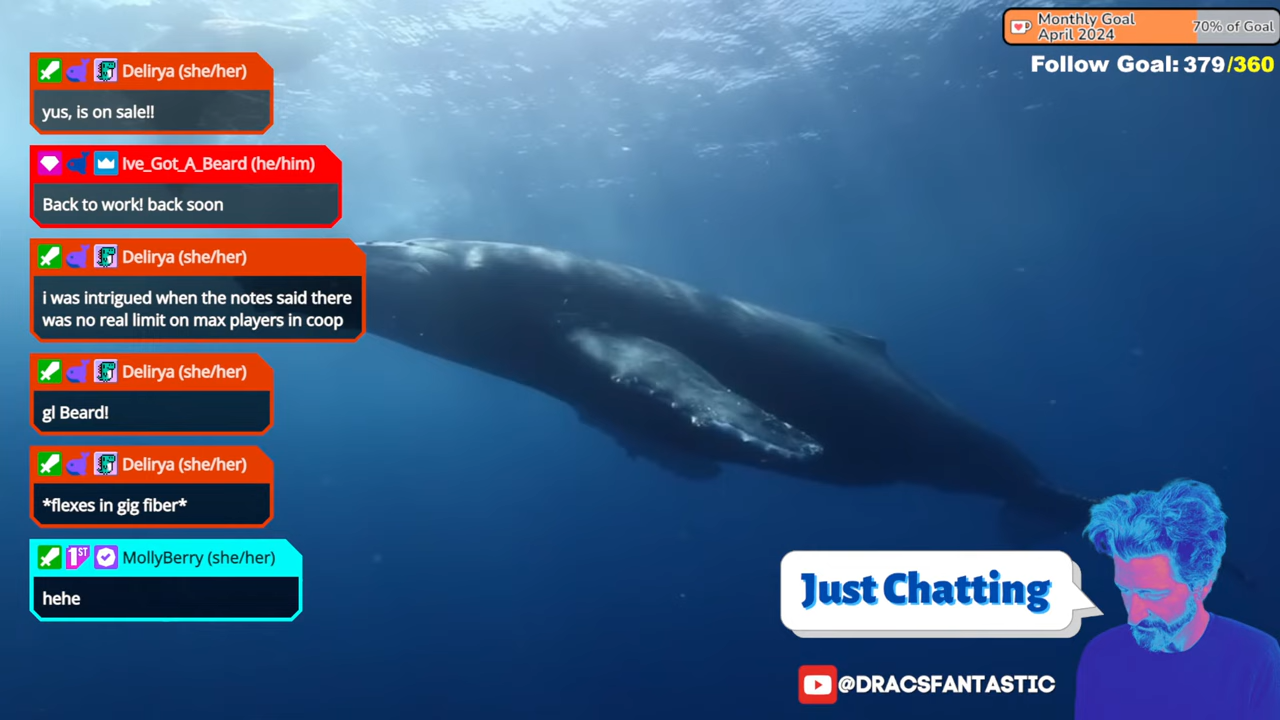 Monthly Goal
April 2024
70% of Goal
Follow Goal: 379/360
Delirya (she/her)
yus, is on sale!!
Ive_Got_A_Beard (he/him)
Back to work! back soon
Delirya (she/her)
i was intrigued when the notes said there
was no real limit on max players in coop
Delirya (she/her)
gl Beard!
Delirya (she/her)
*flexes in gig fiber*
1ST MollyBerry (she/her)
hehe
Just Chatting
@DRACSFANTASTIC